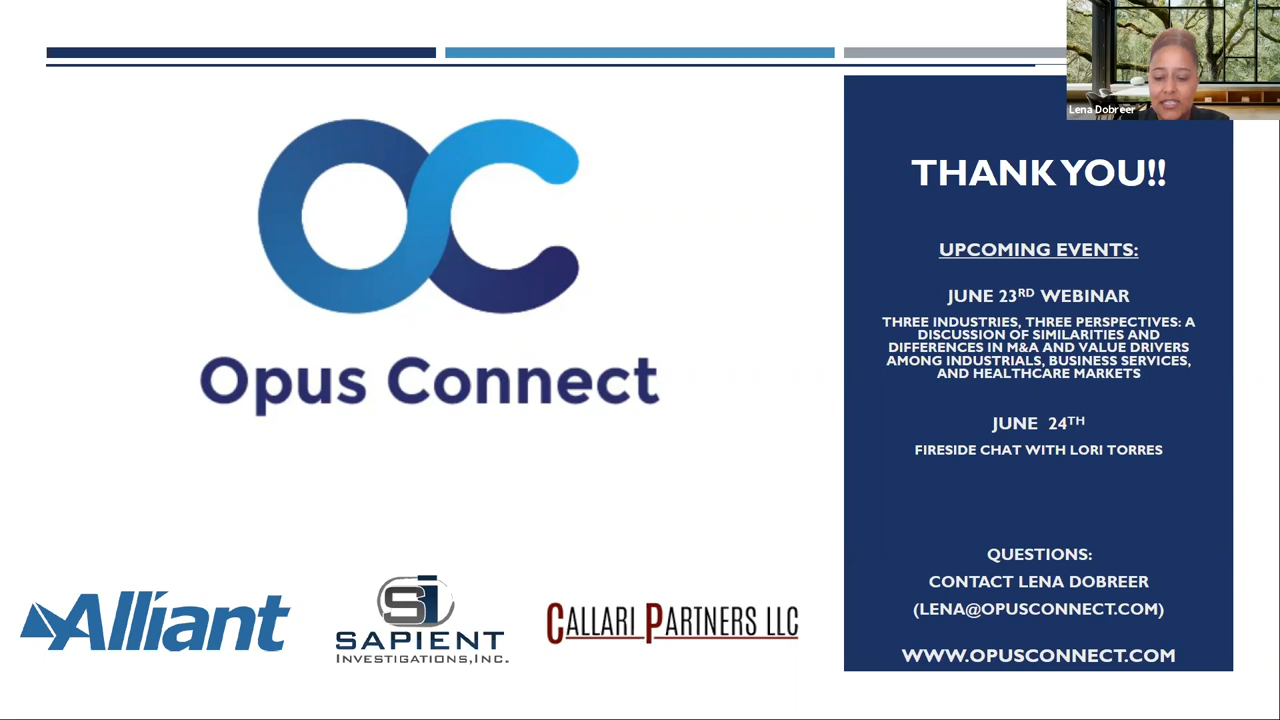 Lena Dobreer
OC
Opus Connect
THANK YOU!!
UPCOMING EVENTS:
JUNE 23RD WEBINAR
THREE INDUSTRIES, THREE PERSPECTIVES: A
DISCUSSION OF SIMILARITIES AND
DIFFERENCES IN M&A AND VALUE DRIVERS
AMONG INDUSTRIALS, BUSINESS SERVICES,
AND HEALTHCARE MARKETS
JUNE 24TH
FIRESIDE CHAT WITH LORI TORRES
QUESTIONS:
CONTACT LENA DOBREER
(LENA@OPUSCONNECT.COM)
WWW.OPUSCONNECT.COM
Alliant
SI
SAPIENT
INVESTIGATIONS,INC.
CALLARI PARTNERS LLC